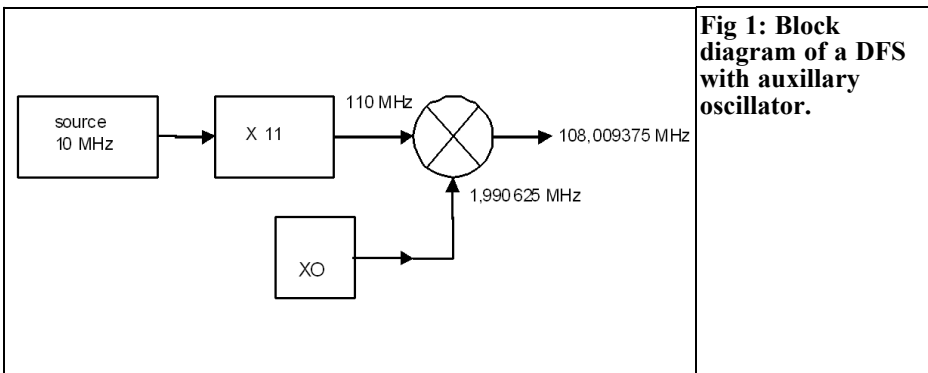 Fig 1: Block
diagram of a DFS
with auxillary
oscillator.
source
10 MHz
X 11
110 MHz
108,009375 MHz
1,990625 MHz
XO